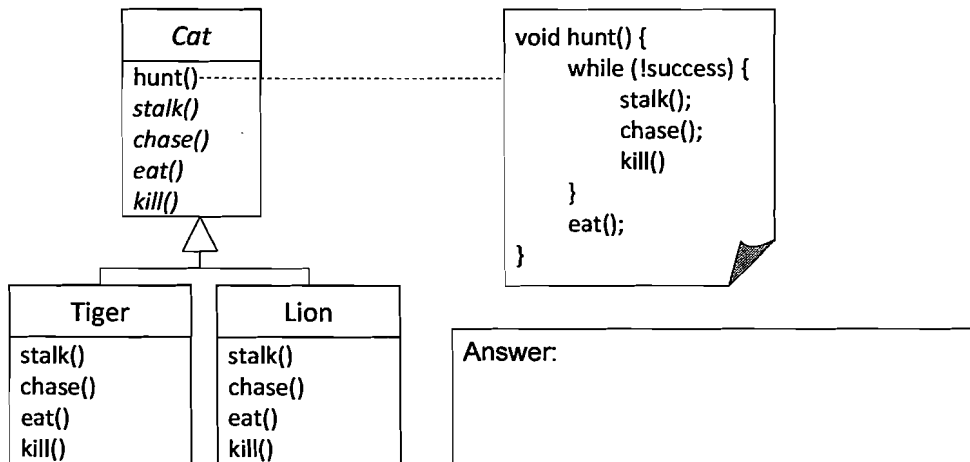 Cat
hunt()
stalk()
chase()
eat()
kill()
void hunt() {
while (!success) {
stalk();
chase();
kill()
}
eat();
}
Tiger
stalk()
chase()
eat()
kill()
Lion
stalk()
chase()
eat()
kill()
Answer: